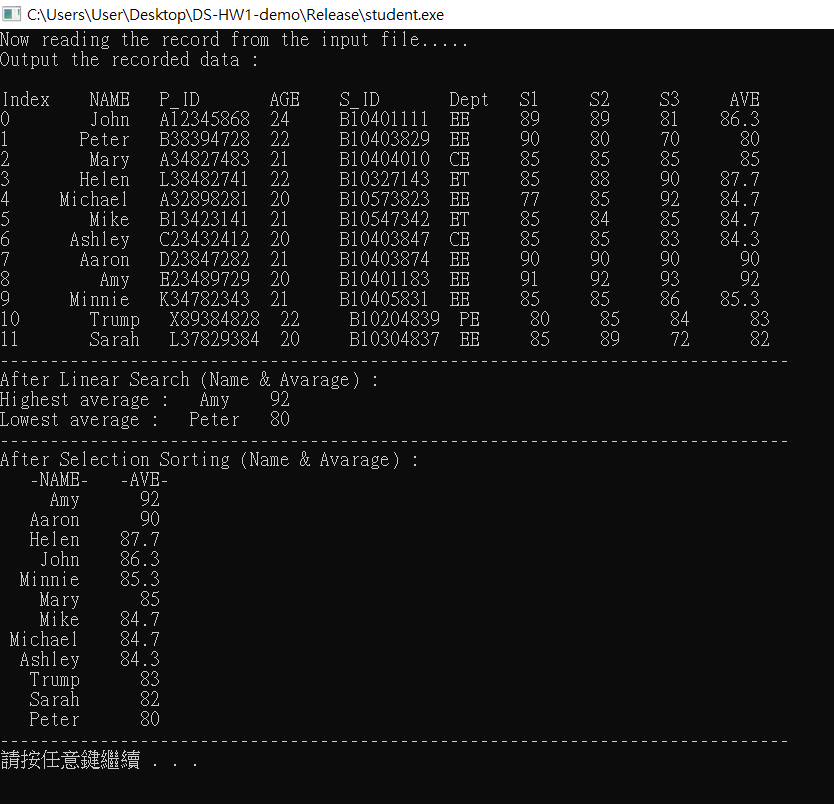 C:\Users\User\Desktop\DS-HW1-demo\Release\student.exe
Now reading the record from the input file.....
Output the recorded data :
Index    NAME   P_ID       AGE    S_ID       Dept   S1     S2     S3     AVE
0        John   A12345868  24     B10401111  EE     89     89     81    86.3
1       Peter   B38394728  22     B10403829  EE     90     80     70      80
2        Mary   A34827483  21     B10404010  CE     85     85     85      85
3       Helen   L38482741  22     B10327143  ET     85     88     90    87.7
4     Michael   A32898281  20     B10573823  EE     77     85     92    84.7
5        Mike   B13423141  21     B10547342  ET     85     84     85    84.7
6      Ashley   C23432412  20     B10403847  CE     85     85     83    84.3
7       Aaron   D23847282  21     B10403874  EE     90     90     90      90
8         Amy   E23489729  20     B10401183  EE     91     92     93      92
9      Minnie   K34782343  21     B10405831  EE     85     85     86    85.3
10       Trump   X89384828  22     B10204839  PE     80     85     84      83
11       Sarah   L37829384  20     B10304837  EE     85     89     72      82
-------------------------------------------------------------------------------
After Linear Search (Name & Avarage) :
Highest average :   Amy    92
Lowest average :   Peter   80
-------------------------------------------------------------------------------
After Selection Sorting (Name & Avarage) :
   -NAME-   -AVE-
     Amy      92
   Aaron      90
   Helen    87.7
    John    86.3
  Minnie    85.3
    Mary      85
    Mike    84.7
 Michael    84.7
  Ashley    84.3
   Trump      83
   Sarah      82
   Peter      80
-------------------------------------------------------------------------------
請按任意鍵繼續 . . .